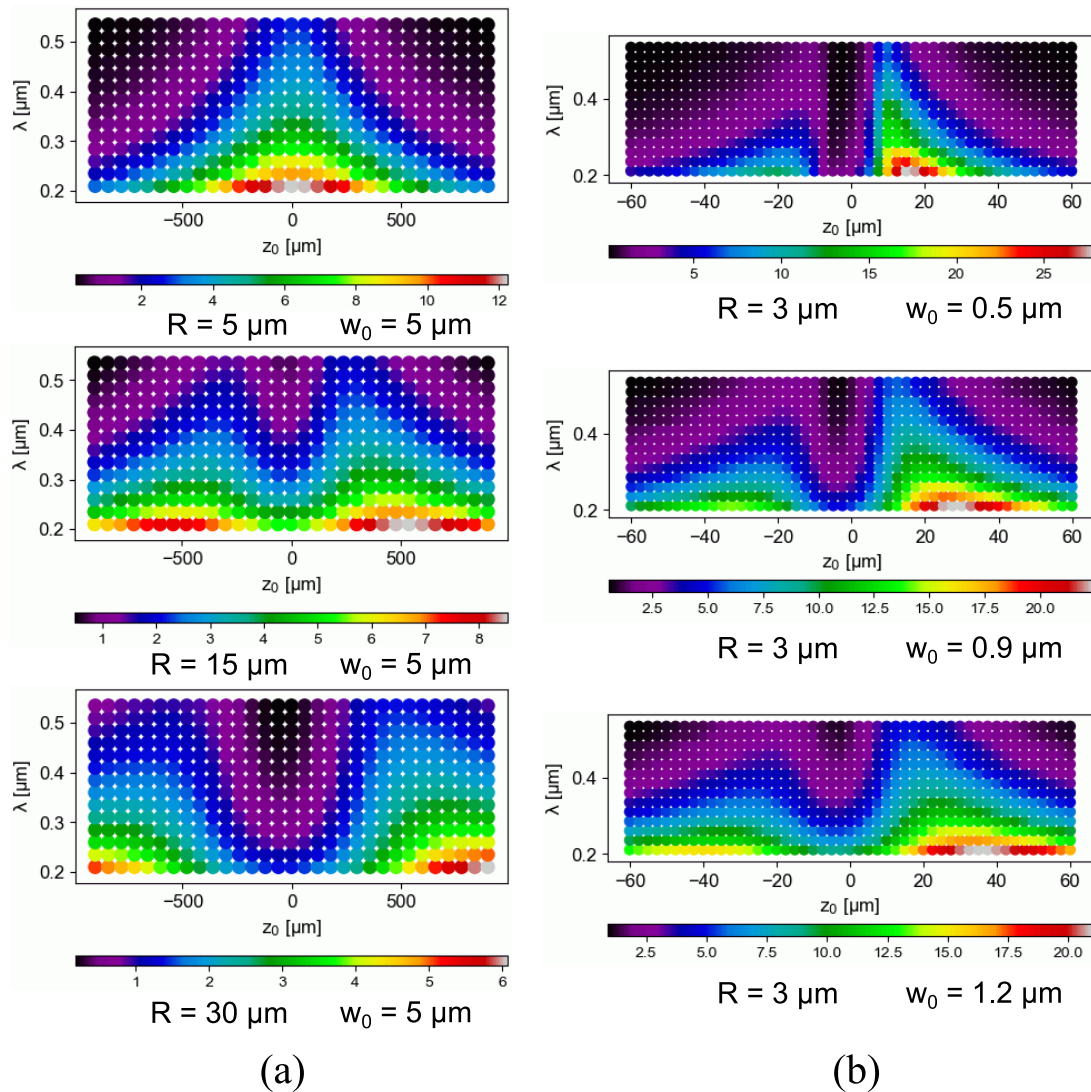 0.5
0.4
0.3
0.2
λ [µm]
−500 0 500
z₀ [µm]
2 4 6 8 10 12
R = 5 µm w₀ = 5 µm
0.5
0.4
0.3
0.2
λ [µm]
−500 0 500
z₀ [µm]
1 2 3 4 5 6 7 8
R = 15 µm w₀ = 5 µm
0.5
0.4
0.3
0.2
λ [µm]
−500 0 500
z₀ [µm]
1 2 3 4 5 6
R = 30 µm w₀ = 5 µm
(a)
0.4
0.2
λ [µm]
−60 −40 −20 0 20 40 60
z₀ [µm]
5 10 15 20 25
R = 3 µm w₀ = 0.5 µm
0.4
0.2
λ [µm]
−60 −40 −20 0 20 40 60
z₀ [µm]
2.5 5.0 7.5 10.0 12.5 15.0 17.5 20.0
R = 3 µm w₀ = 0.9 µm
0.4
0.2
λ [µm]
−60 −40 −20 0 20 40 60
z₀ [µm]
2.5 5.0 7.5 10.0 12.5 15.0 17.5 20.0
R = 3 µm w₀ = 1.2 µm
(b)